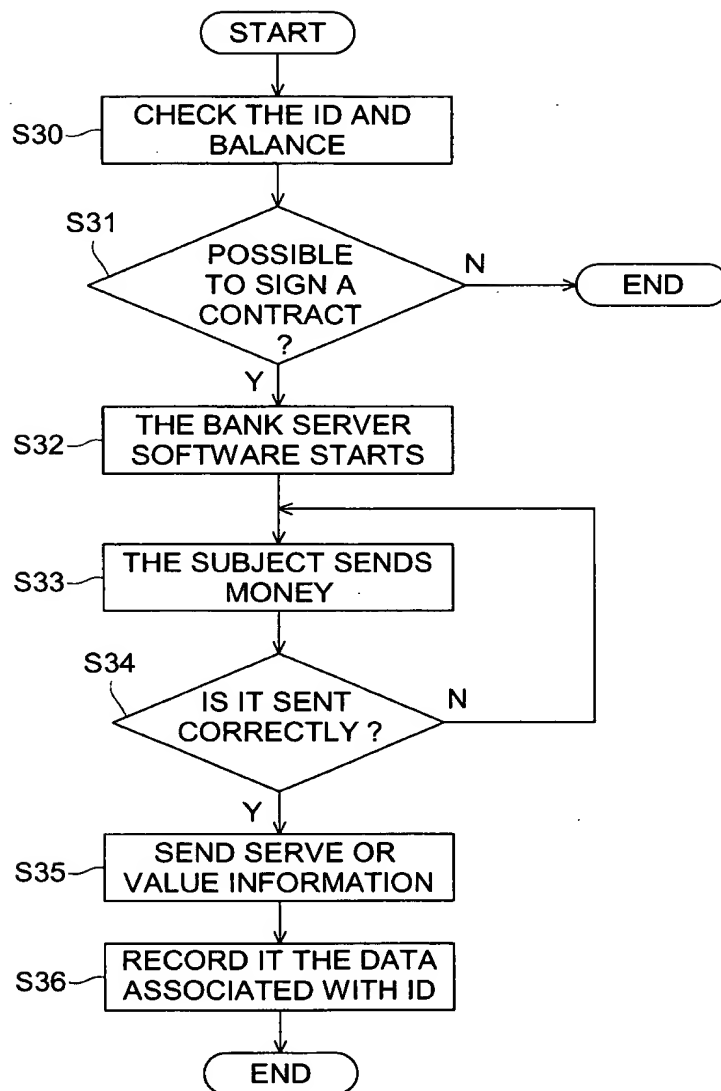 START
S30
CHECK THE ID AND
BALANCE
S31
POSSIBLE
TO SIGN A
CONTRACT
?
N
END
Y
S32
THE BANK SERVER
SOFTWARE STARTS
S33
THE SUBJECT SENDS
MONEY
S34
IS IT SENT
CORRECTLY ?
N
Y
S35
SEND SERVE OR
VALUE INFORMATION
S36
RECORD IT THE DATA
ASSOCIATED WITH ID
END